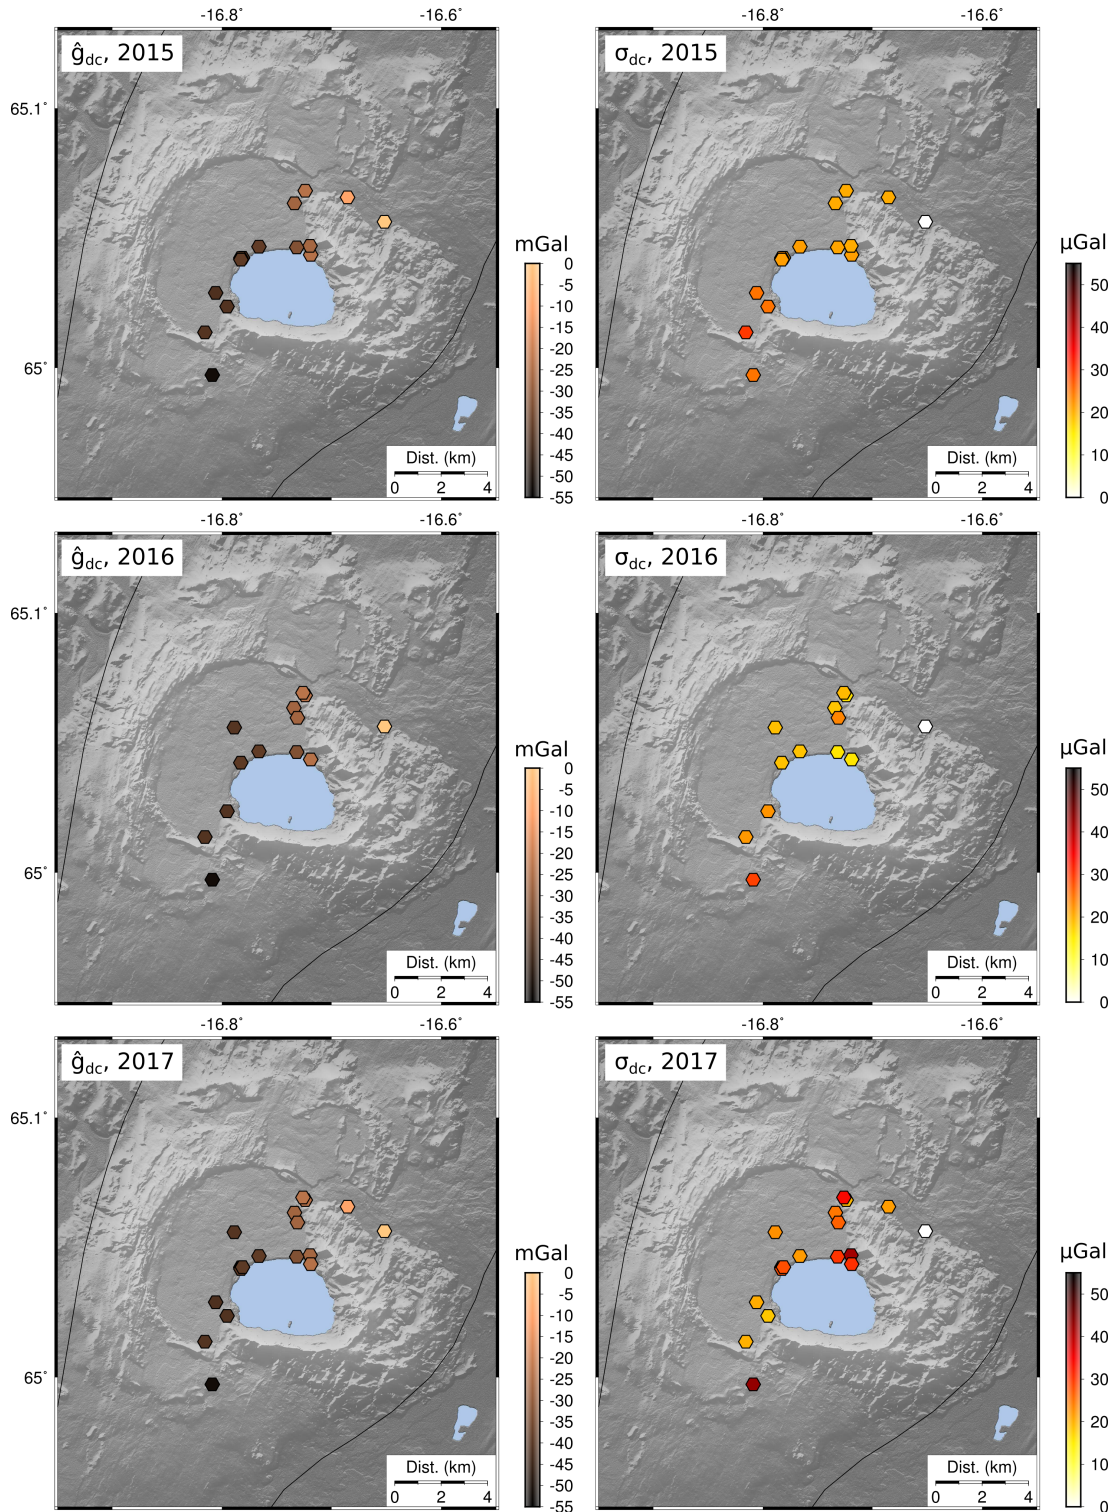 -16.8˚ -16.6˚ -16.8˚ -16.6˚
ĝdc, 2015 σdc, 2015
65.1˚
mGal μGal
0 -5 -10 -15 -20 -25 -30 -35 -40 -45 -50 -55
50 40 30 20 10 0
65˚
Dist. (km) Dist. (km)
0 2 4 0 2 4
-16.8˚ -16.6˚ -16.8˚ -16.6˚
ĝdc, 2016 σdc, 2016
65.1˚
mGal μGal
0 -5 -10 -15 -20 -25 -30 -35 -40 -45 -50 -55
50 40 30 20 10 0
65˚
Dist. (km) Dist. (km)
0 2 4 0 2 4
-16.8˚ -16.6˚ -16.8˚ -16.6˚
ĝdc, 2017 σdc, 2017
65.1˚
mGal μGal
0 -5 -10 -15 -20 -25 -30 -35 -40 -45 -50 -55
50 40 30 20 10 0
65˚
Dist. (km) Dist. (km)
0 2 4 0 2 4